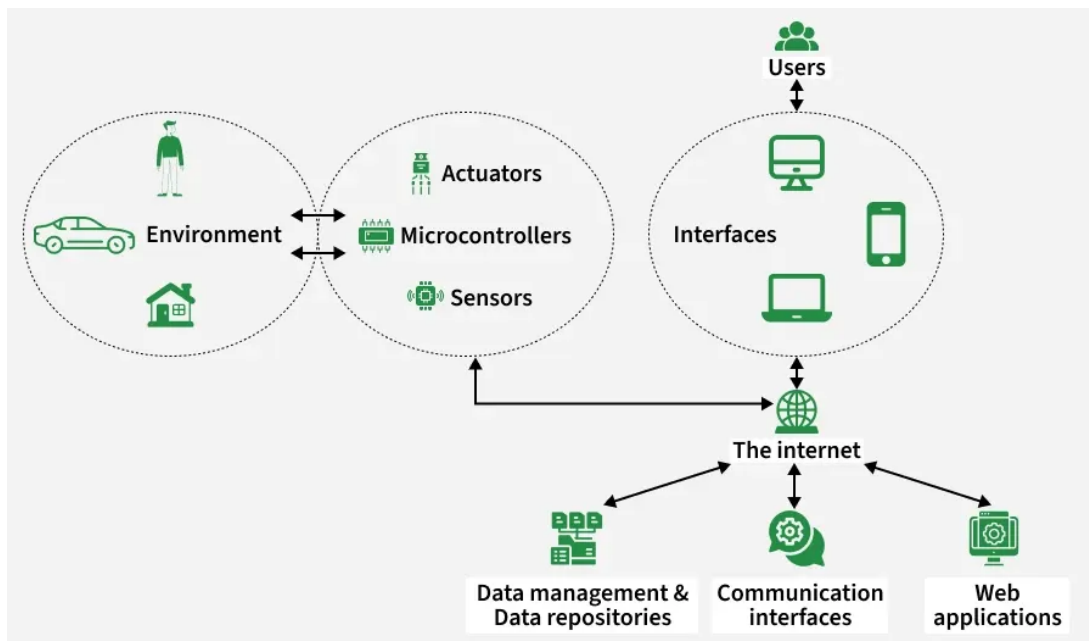 Users
Actuators
Environment
Microcontrollers
Interfaces
Sensors
The internet
Data management &
Data repositories
Communication
interfaces
Web
applications